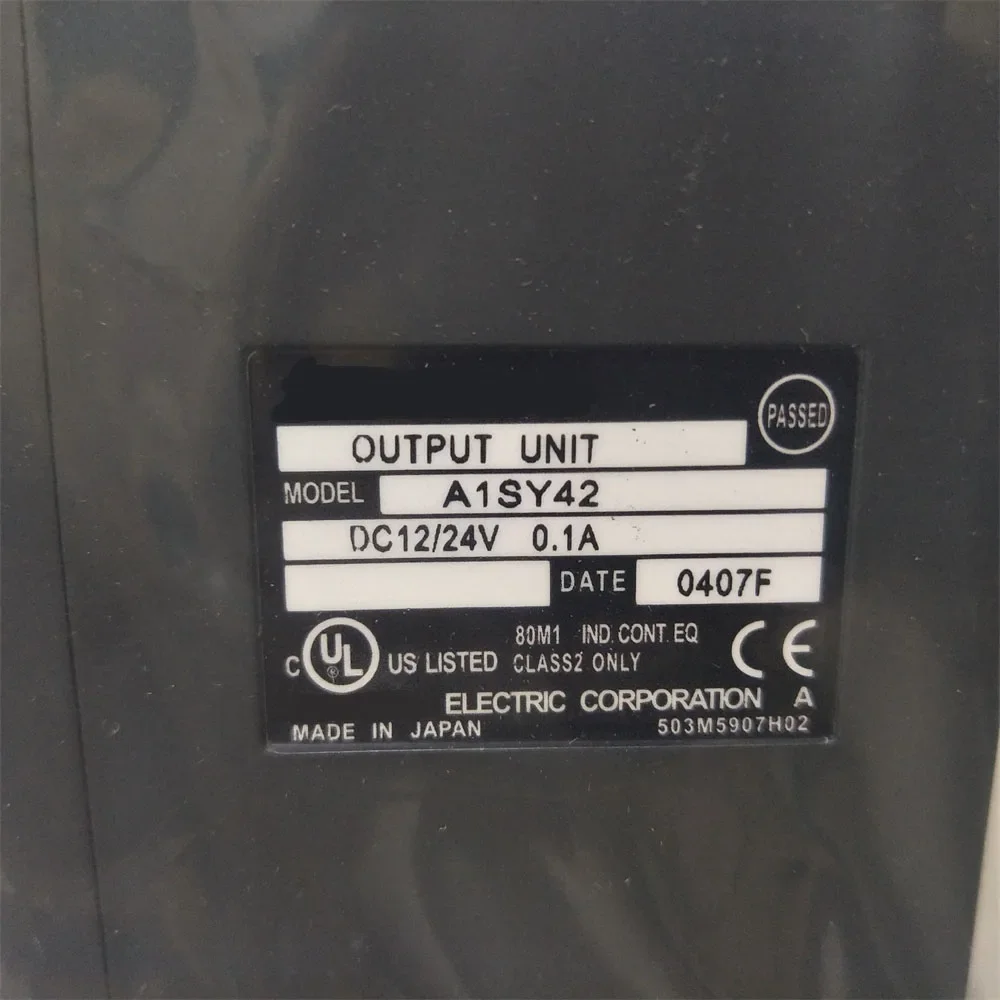 PASSED
OUTPUT UNIT
MODEL A1SY42
DC12/24V 0.1A
DATE 0407F
C UL US LISTED 80M1 IND.CONT.EQ
CLASS2 ONLY
CE
ELECTRIC CORPORATION A
MADE IN JAPAN 503M5907H02